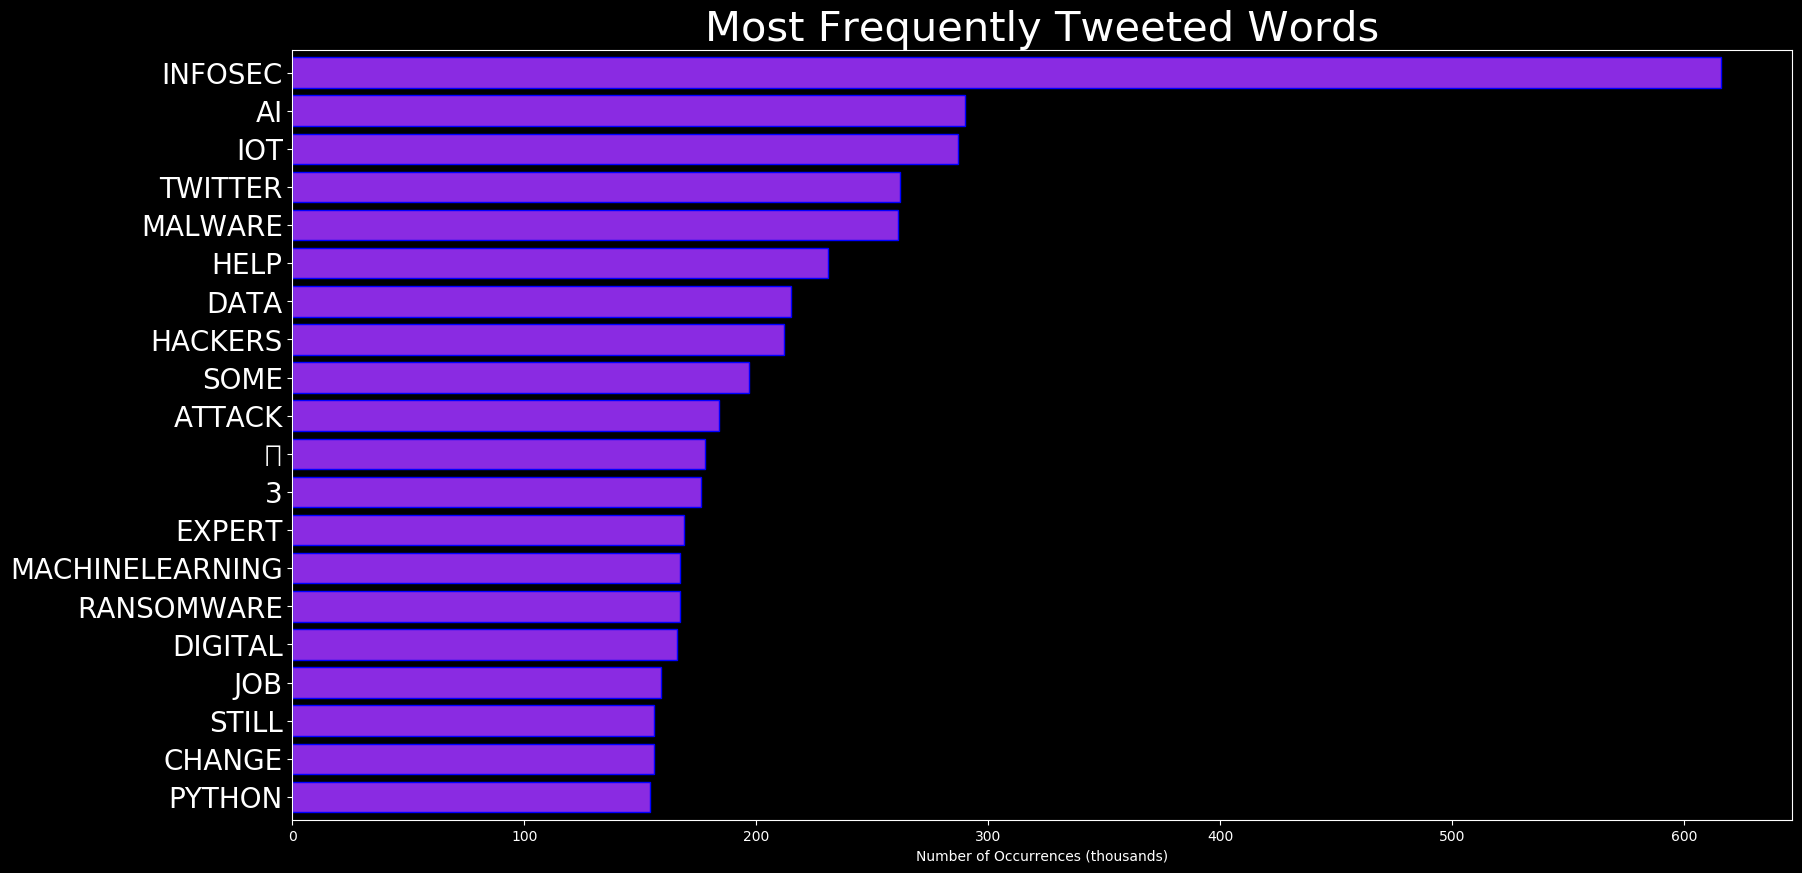 Most Frequently Tweeted Words
INFOSEC
AI
IOT
TWITTER
MALWARE
HELP
DATA
HACKERS
SOME
ATTACK
3
EXPERT
MACHINELEARNING
RANSOMWARE
DIGITAL
JOB
STILL
CHANGE
PYTHON
0 100 200 300 400 500 600
Number of Occurrences (thousands)